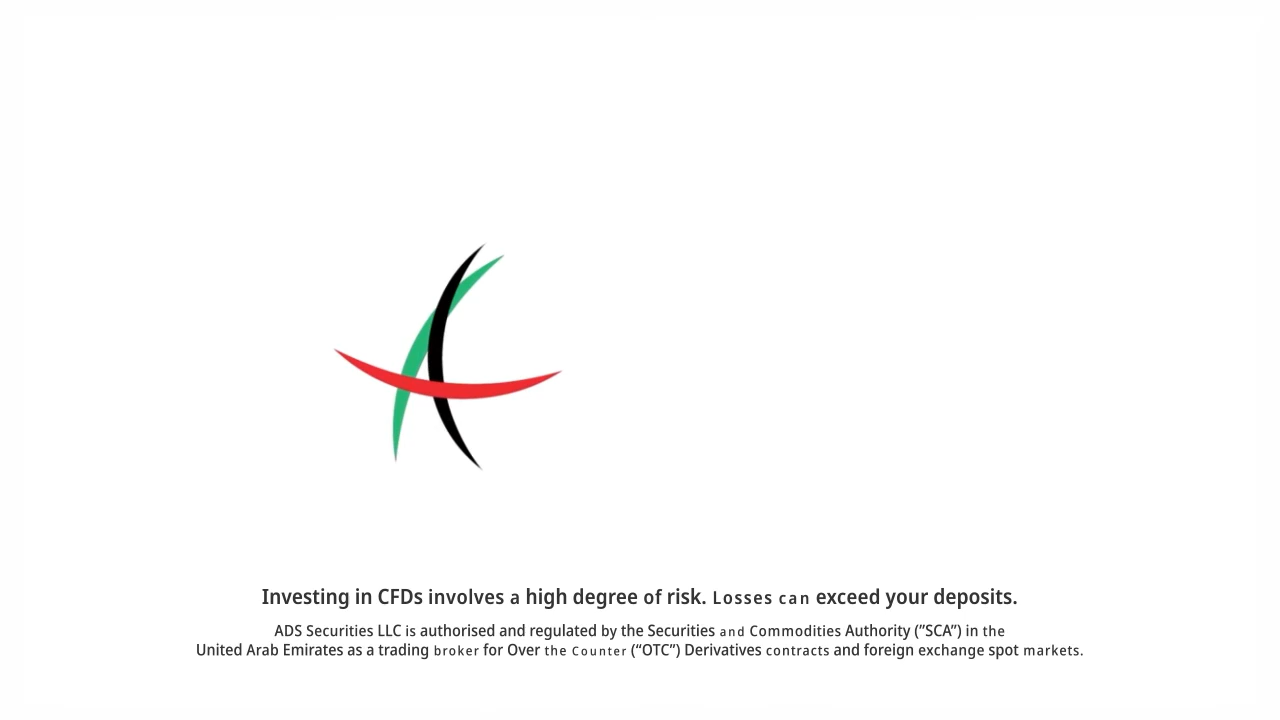 Investing in CFDs involves a high degree of risk. Losses can exceed your deposits.
ADS Securities LLC is authorised and regulated by the Securities and Commodities Authority (”SCA”) in the
United Arab Emirates as a trading broker for Over the Counter (“OTC”) Derivatives contracts and foreign exchange spot markets.